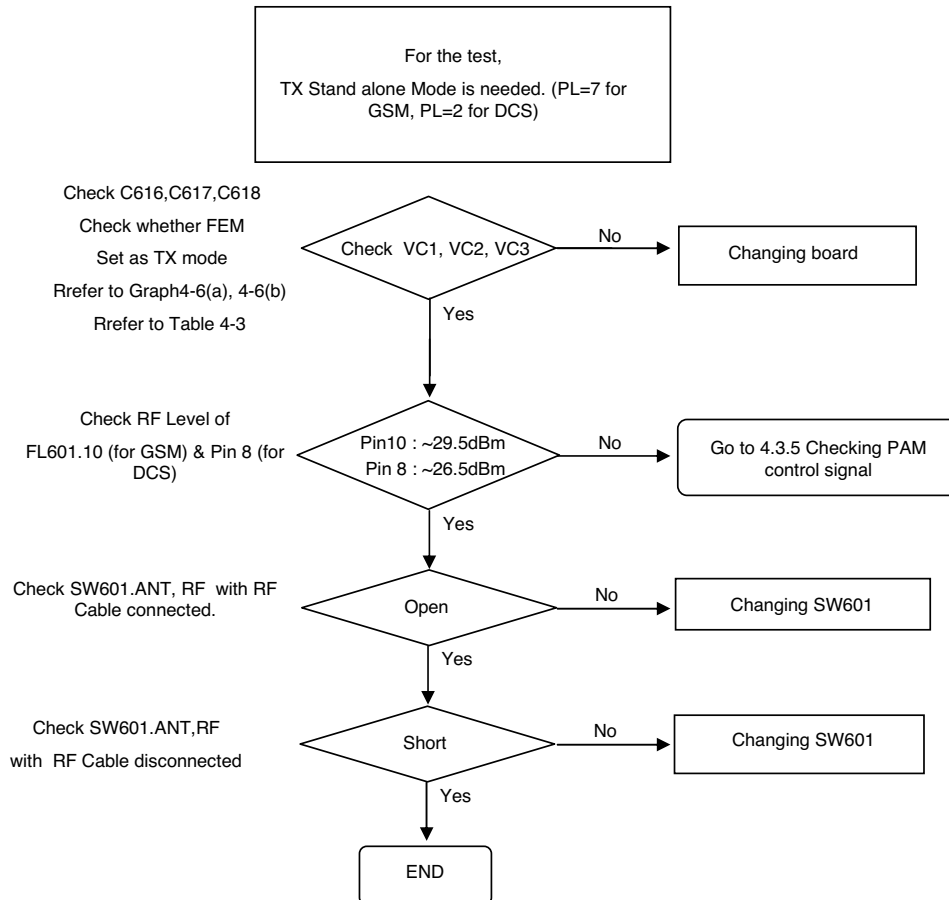 For the test,
TX Stand alone Mode is needed. (PL=7 for
GSM, PL=2 for DCS)
Check C616,C617,C618
Check whether FEM
Set as TX mode
Rrefer to Graph4-6(a), 4-6(b)
Rrefer to Table 4-3
Check VC1, VC2, VC3
No
Changing board
Yes
Check RF Level of
FL601.10 (for GSM) & Pin 8 (for
DCS)
Pin10 : ~29.5dBm
Pin 8 : ~26.5dBm
No
Go to 4.3.5 Checking PAM
control signal
Yes
Check SW601.ANT, RF with RF
Cable connected.
Open
No
Changing SW601
Yes
Check SW601.ANT,RF
with RF Cable disconnected
Short
No
Changing SW601
Yes
END